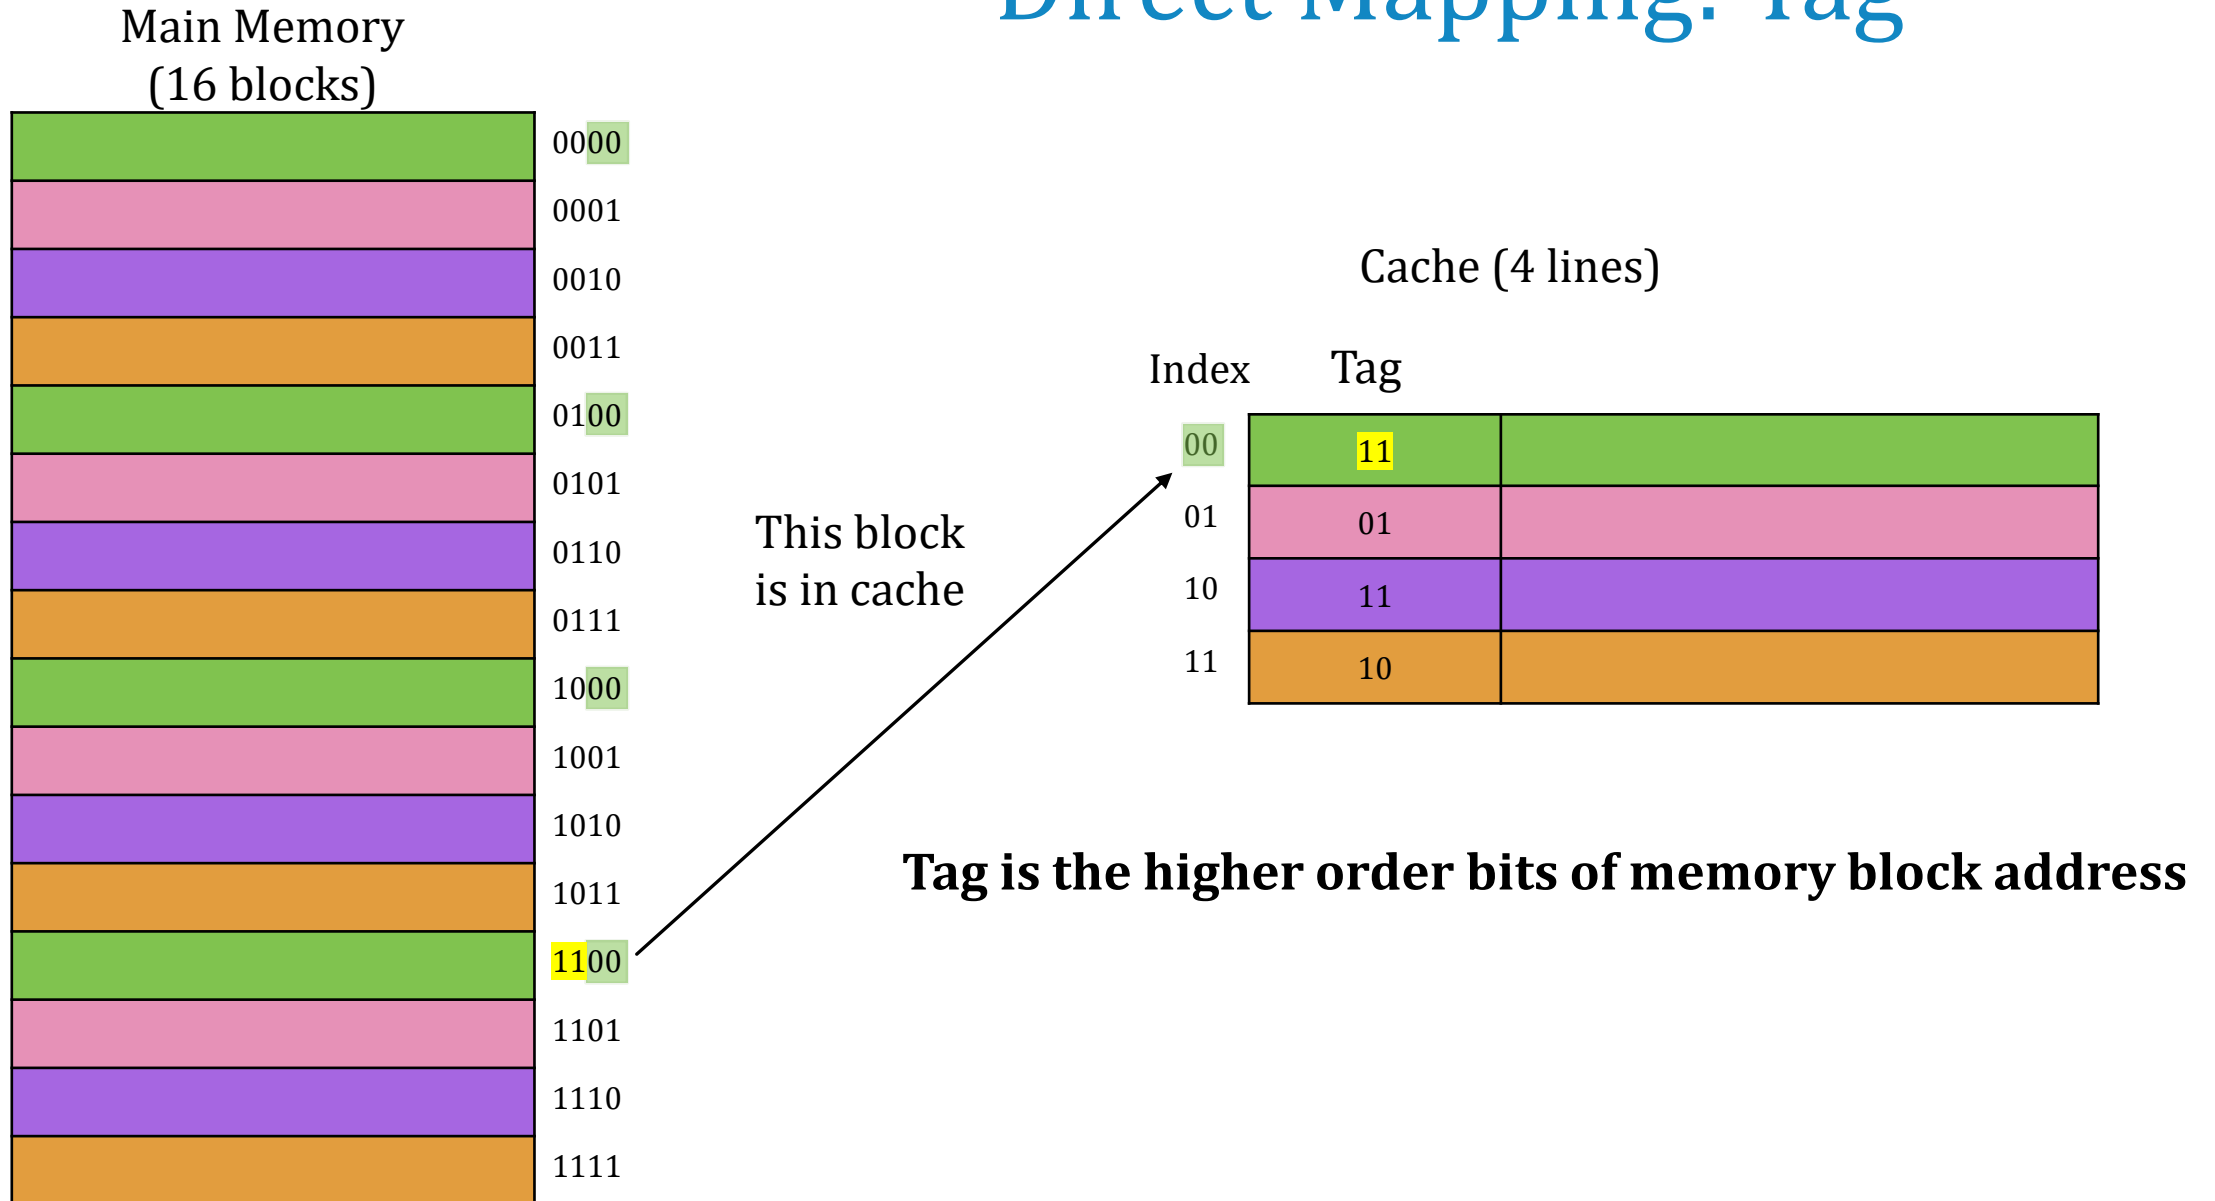 Direct Mapping: Tag
Main Memory
(16 blocks)
0000
0001
0010
0011
0100
0101
0110
0111
1000
1001
1010
1011
1100
1101
1110
1111
This block
is in cache
Cache (4 lines)
Index Tag
00 11
01 01
10 11
11 10
Tag is the higher order bits of memory block address